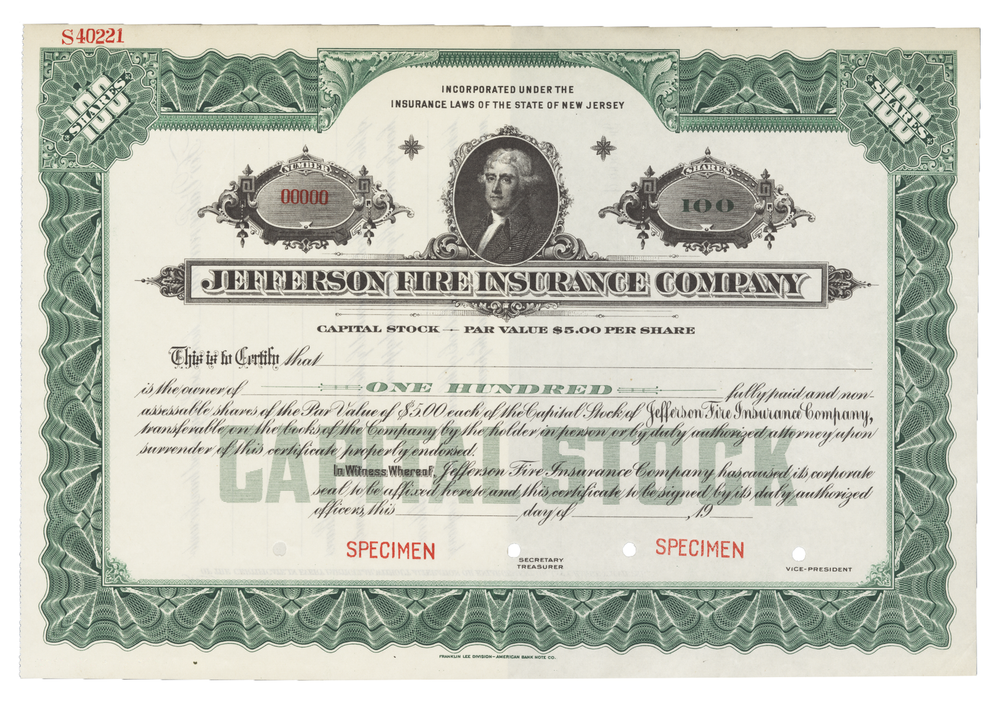 S40221
100 SHARES
100 SHARES
INCORPORATED UNDER THE
INSURANCE LAWS OF THE STATE OF NEW JERSEY
NUMBER
00000
SHARES
100
JEFFERSON FIRE INSURANCE COMPANY
CAPITAL STOCK — PAR VALUE $5.00 PER SHARE
This is to Certify that
is the owner of ONE HUNDRED fully paid and non-
assessable shares of the Par Value of $5.00 each of the Capital Stock of Jefferson Fire Insurance Company,
transferable on the books of the Company by the holder in person or by duly authorized attorney upon
surrender of this certificate properly endorsed.
CAPITAL STOCK
In Witness Whereof, Jefferson Fire Insurance Company has caused its corporate
seal to be affixed hereto and this certificate to be signed by its duly authorized
officers, this day of , 19
SPECIMEN SPECIMEN
SECRETARY
TREASURER
VICE-PRESIDENT
FRANKLIN LEE DIVISION - AMERICAN BANK NOTE CO.